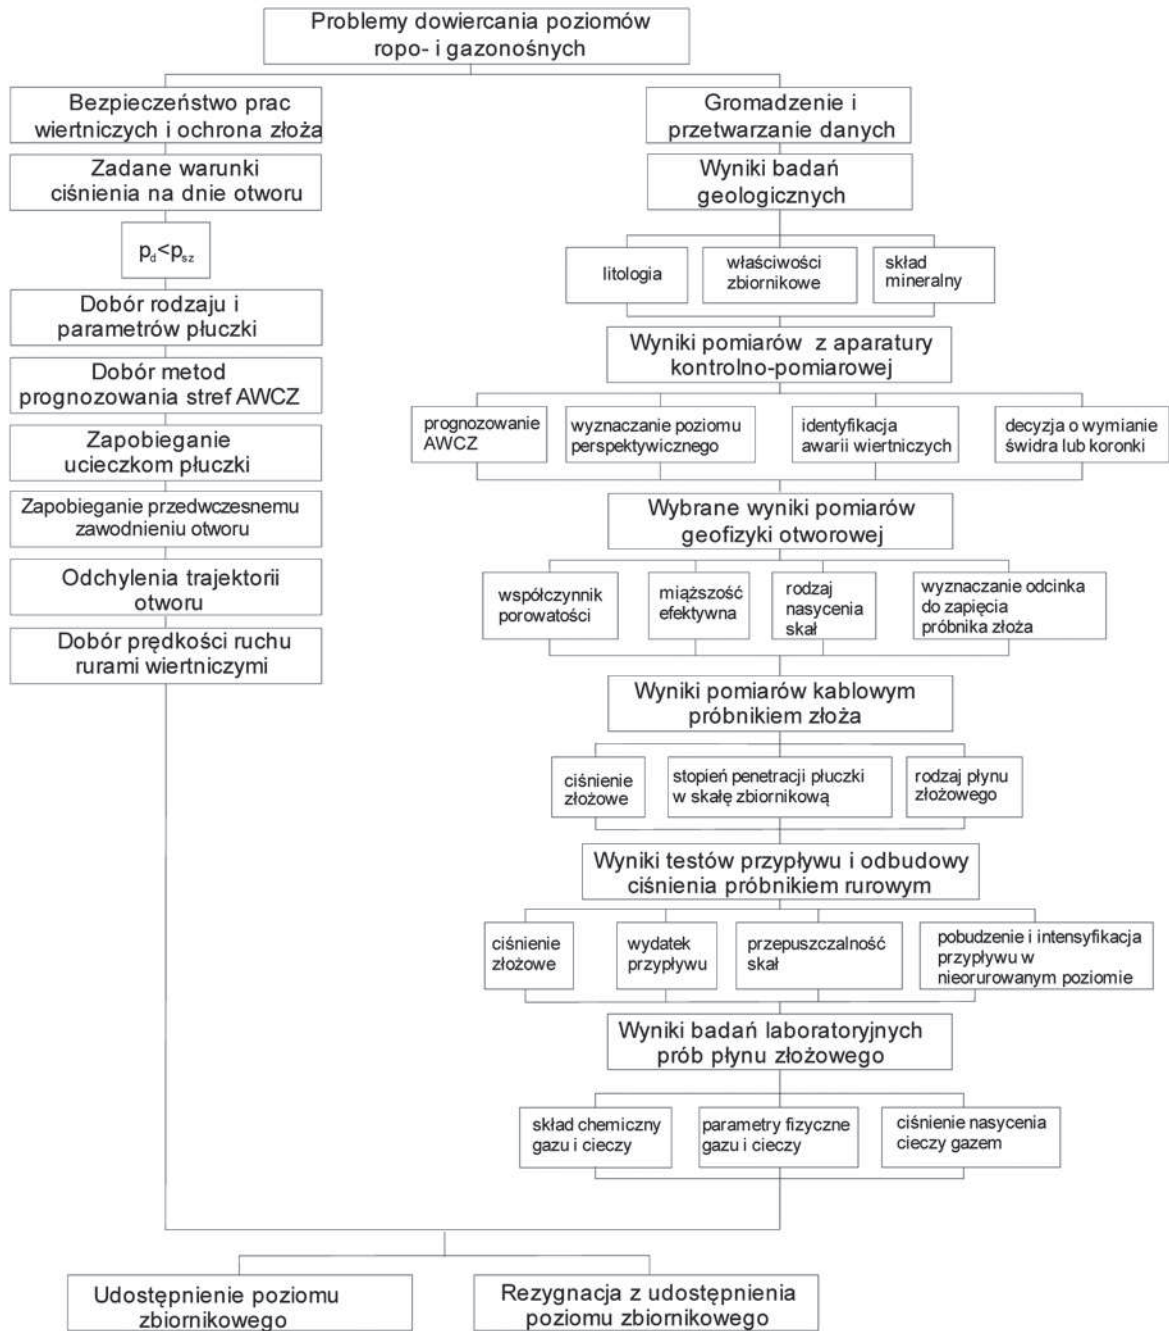 Problemy dowiercania poziomów
ropo- i gazonośnych
Bezpieczeństwo prac
wiertniczych i ochrona złoża
Zadane warunki
ciśnienia na dnie otworu
pd<psz
Dobór rodzaju i
parametrów płuczki
Dobór metod
prognozowania stref AWCZ
Zapobieganie
ucieczkom płuczki
Zapobieganie przedwczesnemu
zawodnieniu otworu
Odchylenia trajektorii
otworu
Dobór prędkości ruchu
rurami wiertniczymi
Gromadzenie i
przetwarzanie danych
Wyniki badań
geologicznych
litologia
właściwości
zbiornikowe
skład
mineralny
Wyniki pomiarów z aparatury
kontrolno-pomiarowej
prognozowanie
AWCZ
wyznaczanie poziomu
perspektywicznego
identyfikacja
awarii wiertniczych
decyzja o wymianie
świdra lub koronki
Wybrane wyniki pomiarów
geofizyki otworowej
współczynnik
porowatości
miąższość
efektywna
rodzaj
nasycenia
skał
wyznaczanie odcinka
do zapięcia
próbnika złoża
Wyniki pomiarów kablowym
próbnikiem złoża
ciśnienie
złożowe
stopień penetracji płuczki
w skałę zbiornikową
rodzaj płynu
złożowego
Wyniki testów przypływu i odbudowy
ciśnienia próbnikiem rurowym
ciśnienie
złożowe
wydatek
przypływu
przepuszczalność
skał
pobudzenie i intensyfikacja
przypływu w
nieorurowanym poziomie
Wyniki badań laboratoryjnych
prób płynu złożowego
skład chemiczny
gazu i cieczy
parametry fizyczne
gazu i cieczy
ciśnienie nasycenia
cieczy gazem
Udostępnienie poziomu
zbiornikowego
Rezygnacja z udostępnienia
poziomu zbiornikowego